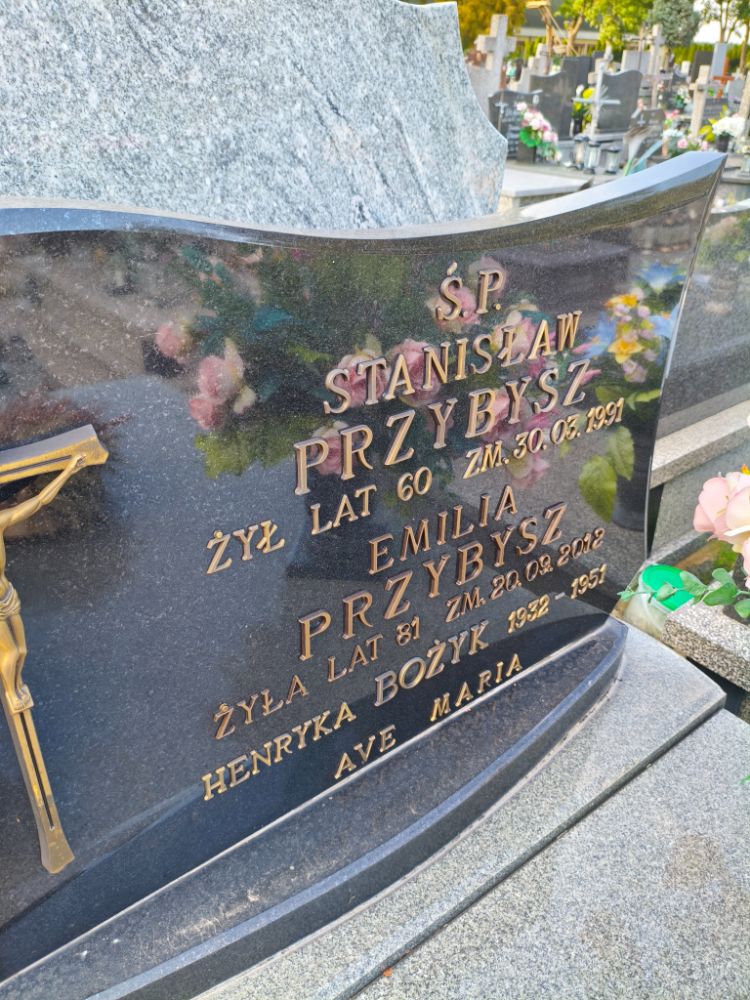 Ś. P.
STANISŁAW
PRZYBYSZ
ŻYŁ LAT 60 ZM. 30.03.1991
EMILIA
PRZYBYSZ
ŻYŁA LAT 81 ZM. 20.09.2012
HENRYKA BOŻYK 1932 - 1951
AVE MARIA